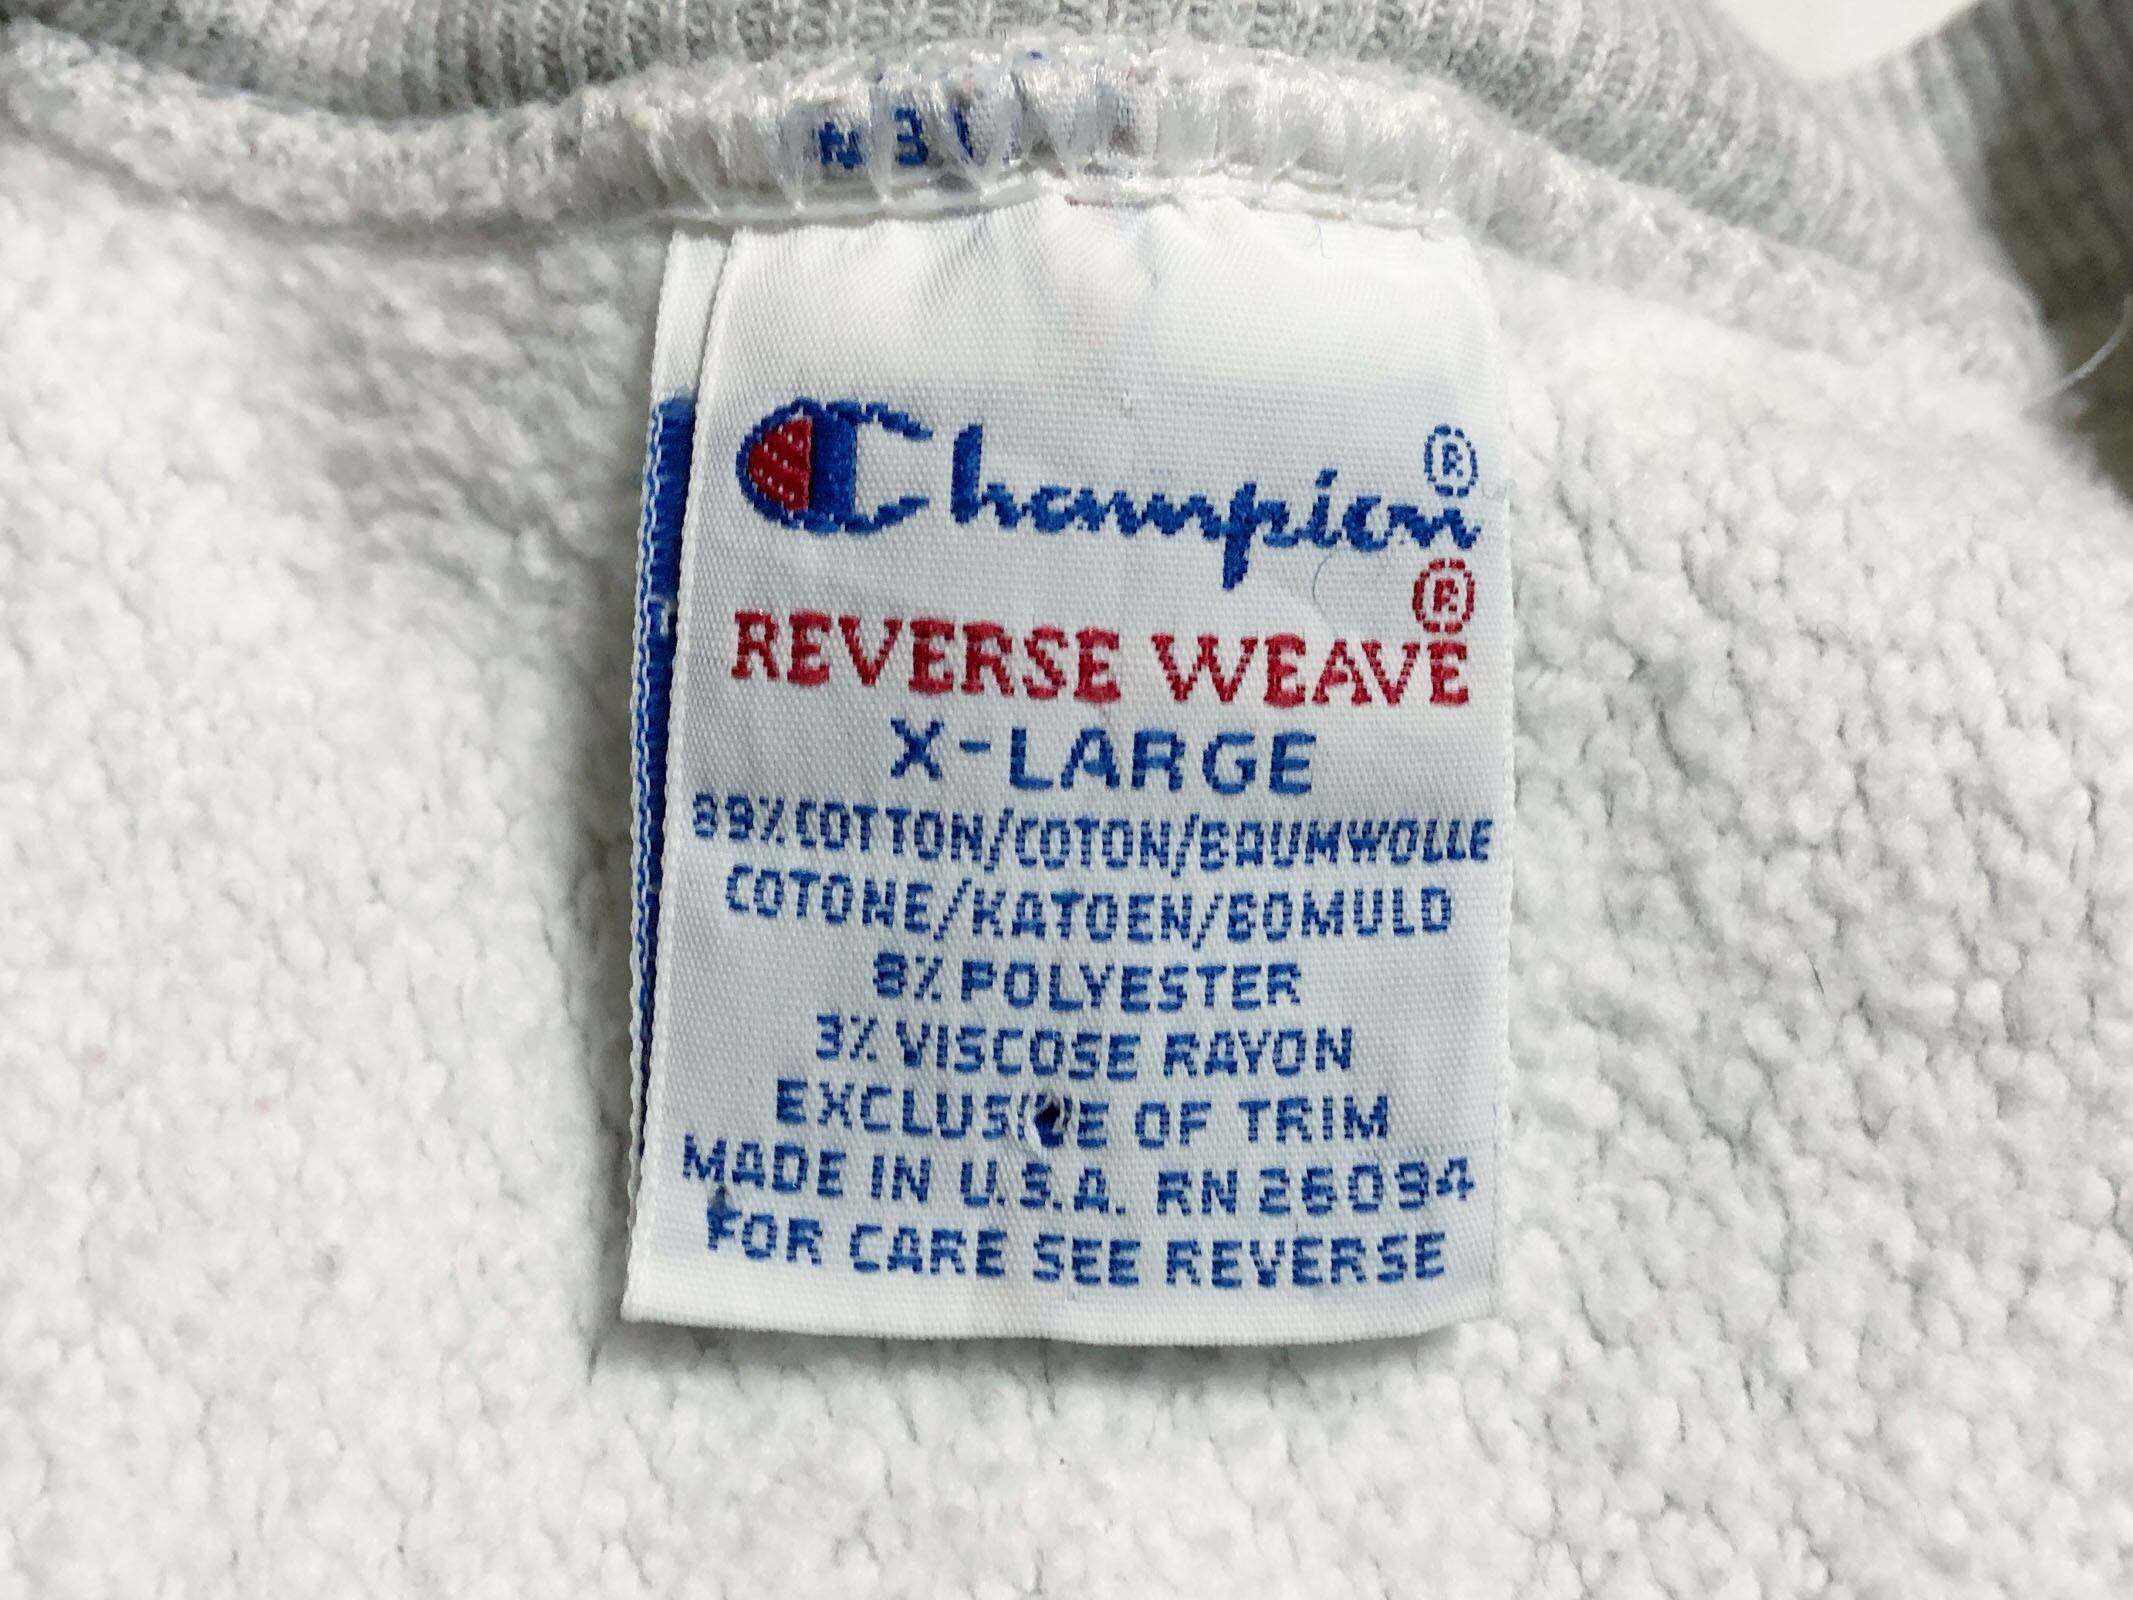 Champion®
REVERSE WEAVE®
X-LARGE
89% COTTON/COTON/BAUMWOLLE
COTONE/KATOEN/BOMULD
8% POLYESTER
3% VISCOSE RAYON
EXCLUSIVE OF TRIM
MADE IN U.S.A. RN 26094
FOR CARE SEE REVERSE